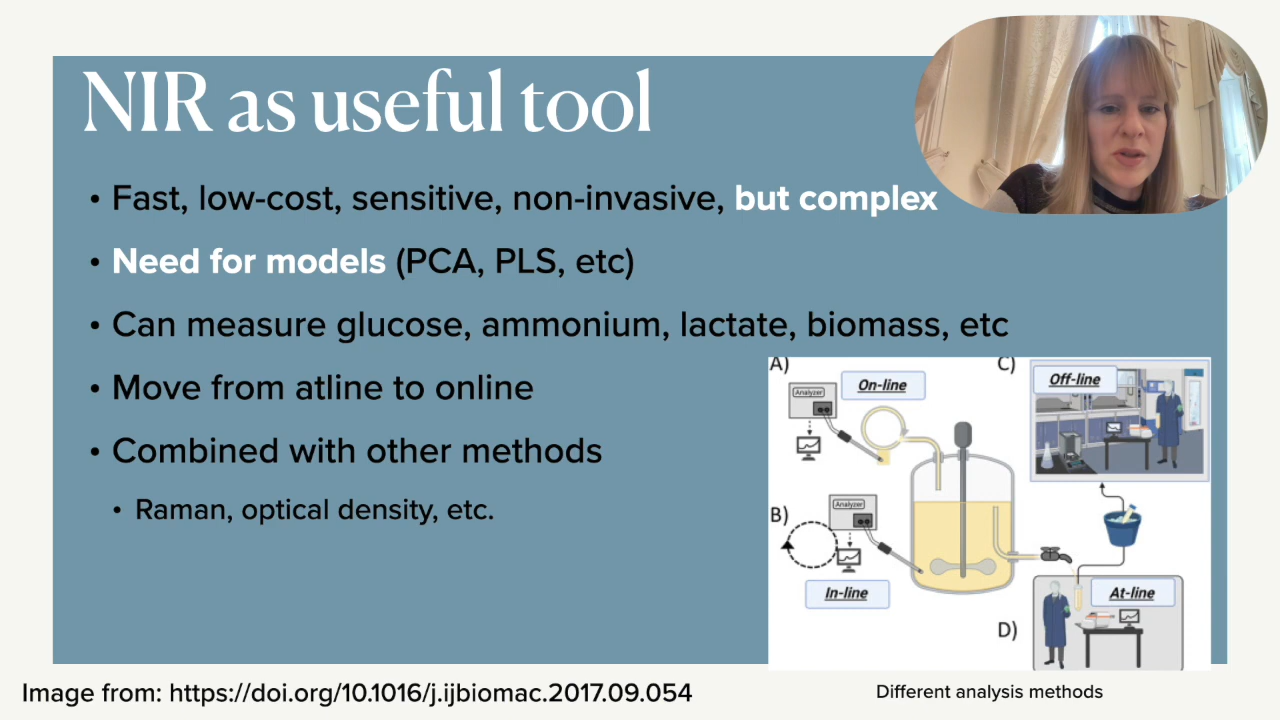 NIR as useful tool
• Fast, low-cost, sensitive, non-invasive, but complex
• Need for models (PCA, PLS, etc)
• Can measure glucose, ammonium, lactate, biomass, etc
• Move from atline to online
• Combined with other methods
• Raman, optical density, etc.
A)
On-line
Analyzer
C)
Off-line
B)
Analyzer
In-line
At-line
D)
Image from: https://doi.org/10.1016/j.ijbiomac.2017.09.054
Different analysis methods